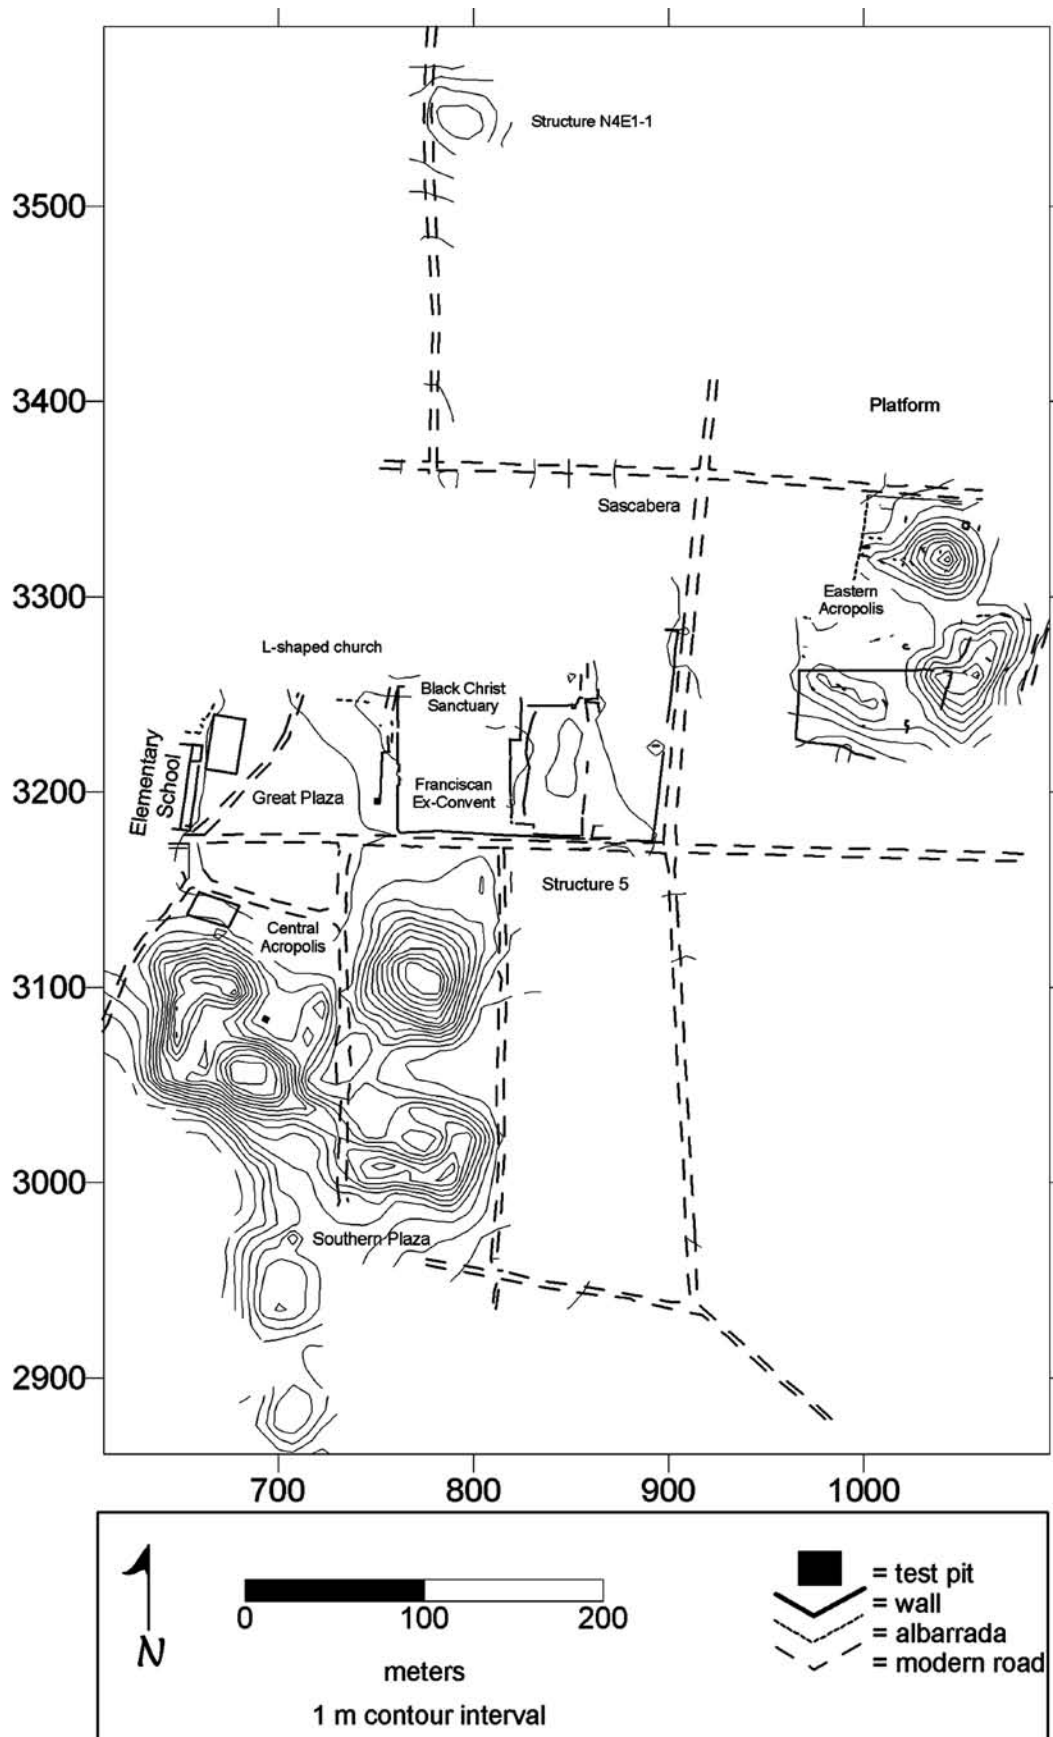 Structure N4E1-1
3500
3400
Platform
Sascabera
3300
Eastern
Acropolis
L-shaped church
Black Christ
Sanctuary
Elementary
School
Great Plaza
Franciscan
Ex-Convent
3200
Structure 5
Central
Acropolis
3100
3000
Southern Plaza
2900
700
800
900
1000
N
0
100
200
meters
1 m contour interval
= test pit
= wall
= albarrada
= modern road